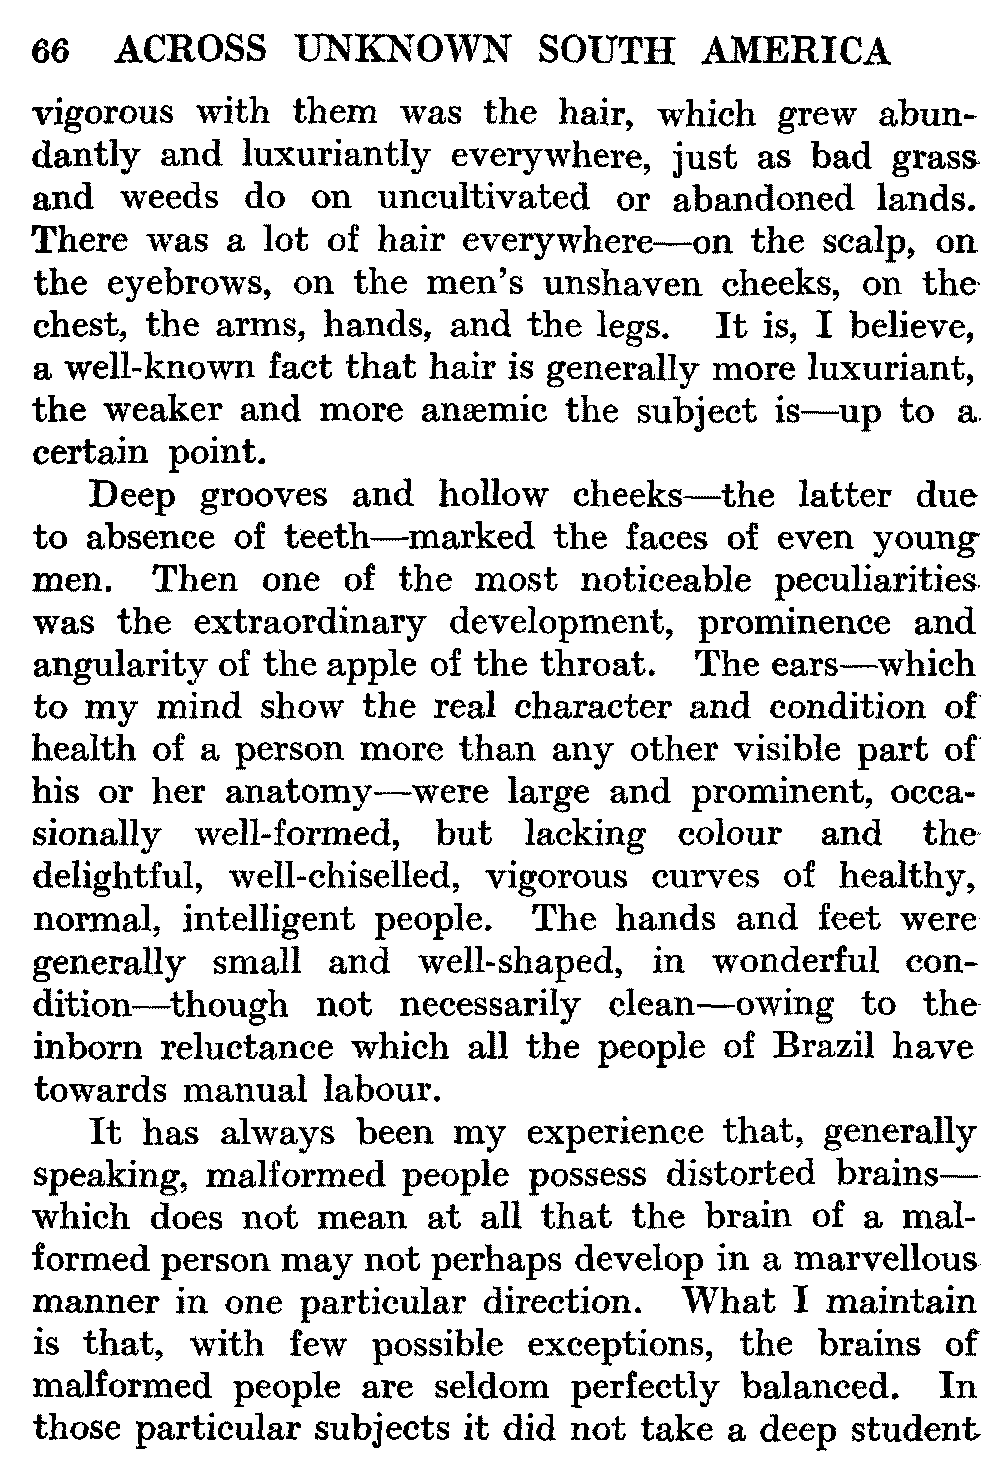 66 ACROSS UNKNOWN SOUTH AMERICA
vigorous with them was the hair, which grew abun-
dantly and luxuriantly everywhere, just as bad grass
and weeds do on uncultivated or abandoned lands.
There was a lot of hair everywhere—on the scalp, on
the eyebrows, on the men's unshaven cheeks, on the
chest, the arms, hands, and the legs. It is, I believe,
a well-known fact that hair is generally more luxuriant,
the weaker and more anæmic the subject is—up to a
certain point.
Deep grooves and hollow cheeks—the latter due
to absence of teeth—marked the faces of even young
men. Then one of the most noticeable peculiarities
was the extraordinary development, prominence and
angularity of the apple of the throat. The ears—which
to my mind show the real character and condition of
health of a person more than any other visible part of
his or her anatomy—were large and prominent, occa-
sionally well-formed, but lacking colour and the
delightful, well-chiselled, vigorous curves of healthy,
normal, intelligent people. The hands and feet were
generally small and well-shaped, in wonderful con-
dition—though not necessarily clean—owing to the
inborn reluctance which all the people of Brazil have
towards manual labour.
It has always been my experience that, generally
speaking, malformed people possess distorted brains—
which does not mean at all that the brain of a mal-
formed person may not perhaps develop in a marvellous
manner in one particular direction. What I maintain
is that, with few possible exceptions, the brains of
malformed people are seldom perfectly balanced. In
those particular subjects it did not take a deep student